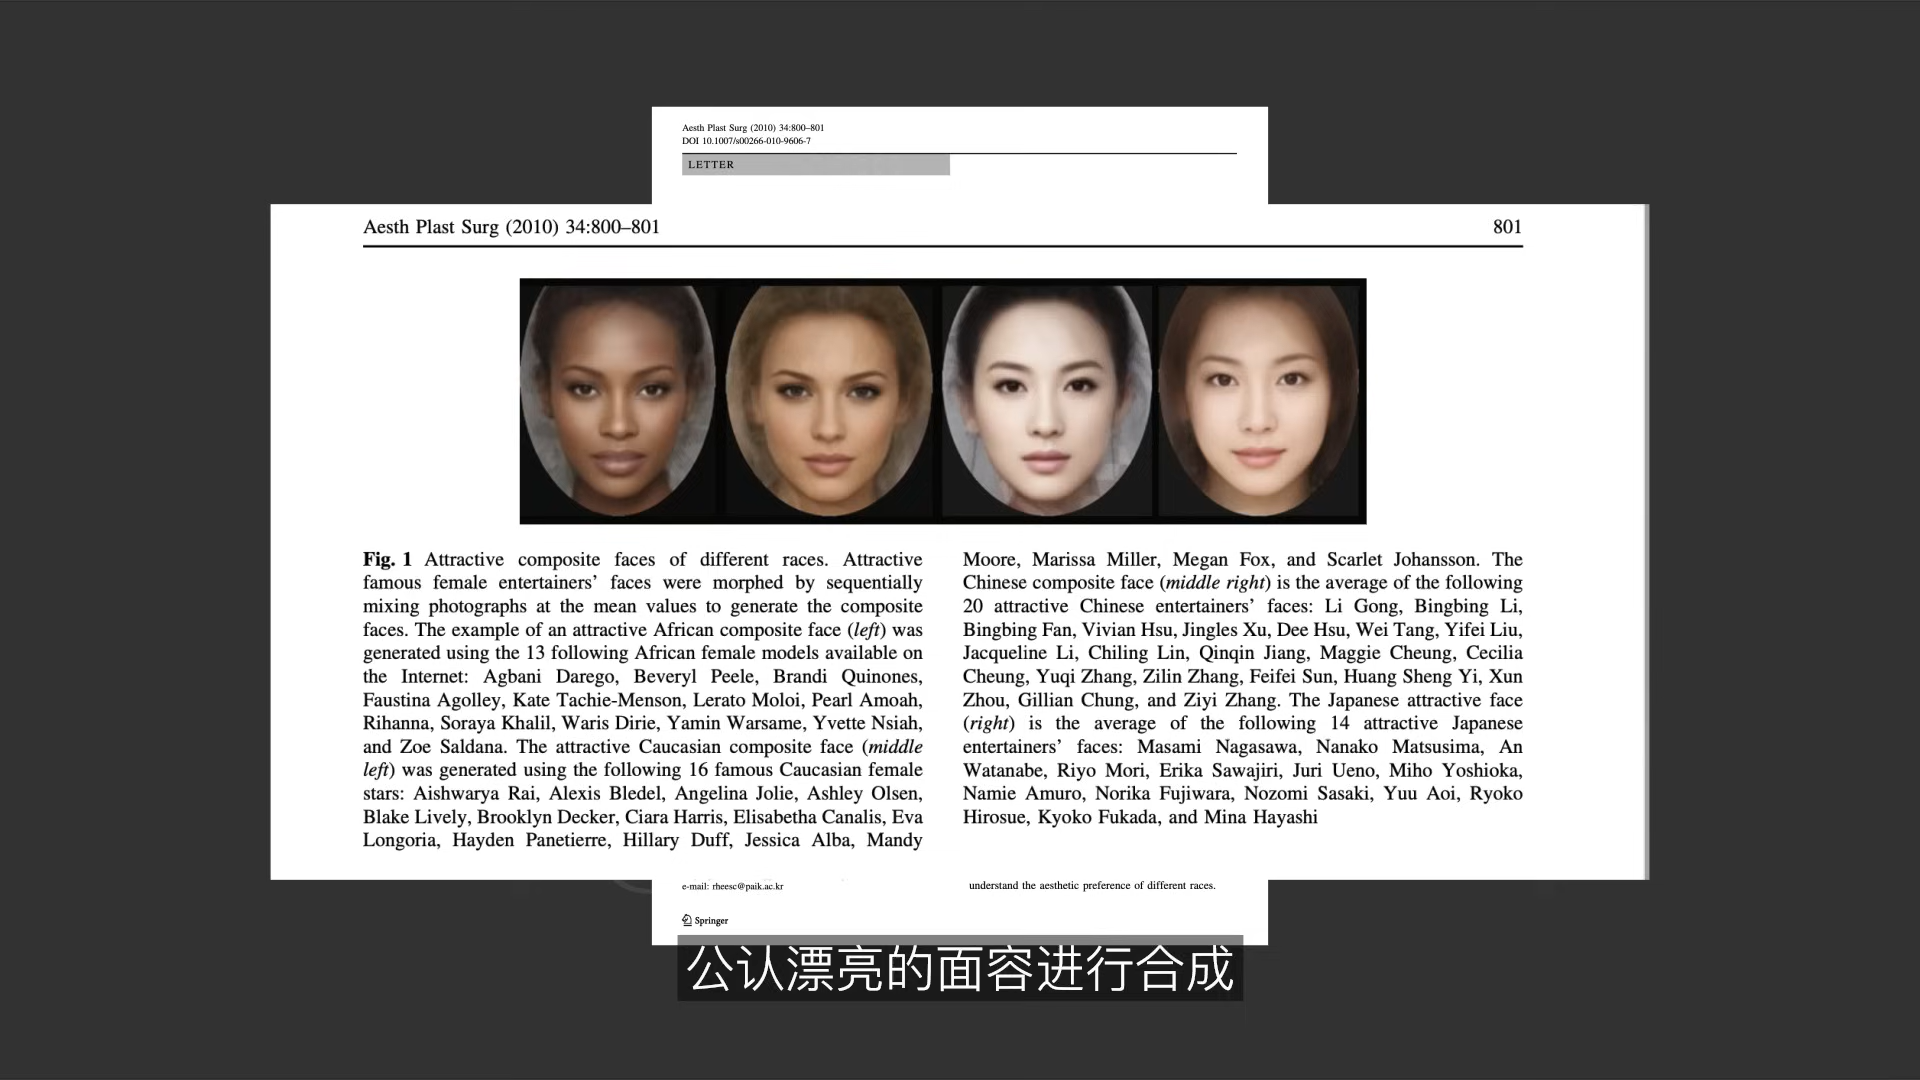 Aesth Plast Surg (2010) 34:800–801
DOI 10.1007/s00266-010-9606-7
LETTER
Aesth Plast Surg (2010) 34:800–801
801
Fig. 1 Attractive composite faces of different races. Attractive
famous female entertainers’ faces were morphed by sequentially
mixing photographs at the mean values to generate the composite
faces. The example of an attractive African composite face (left) was
generated using the 13 following African female models available on
the Internet: Agbani Darego, Beveryl Peele, Brandi Quinones,
Faustina Agolley, Kate Tachie-Menson, Lerato Moloi, Pearl Amoah,
Rihanna, Soraya Khalil, Waris Dirie, Yamin Warsame, Yvette Nsiah,
and Zoe Saldana. The attractive Caucasian composite face (middle
left) was generated using the following 16 famous Caucasian female
stars: Aishwarya Rai, Alexis Bledel, Angelina Jolie, Ashley Olsen,
Blake Lively, Brooklyn Decker, Ciara Harris, Elisabetha Canalis, Eva
Longoria, Hayden Panetierre, Hillary Duff, Jessica Alba, Mandy
Moore, Marissa Miller, Megan Fox, and Scarlet Johansson. The
Chinese composite face (middle right) is the average of the following
20 attractive Chinese entertainers’ faces: Li Gong, Bingbing Li,
Bingbing Fan, Vivian Hsu, Jingles Xu, Dee Hsu, Wei Tang, Yifei Liu,
Jacqueline Li, Chiling Lin, Qinqin Jiang, Maggie Cheung, Cecilia
Cheung, Yuqi Zhang, Zilin Zhang, Feifei Sun, Huang Sheng Yi, Xun
Zhou, Gillian Chung, and Ziyi Zhang. The Japanese attractive face
(right) is the average of the following 14 attractive Japanese
entertainers’ faces: Masami Nagasawa, Nanako Matsusima, An
Watanabe, Riyo Mori, Erika Sawajiri, Juri Ueno, Miho Yoshioka,
Namie Amuro, Norika Fujiwara, Nozomi Sasaki, Yuu Aoi, Ryoko
Hirosue, Kyoko Fukada, and Mina Hayashi
e-mail: rheesc@paik.ac.kr
understand the aesthetic preference of different races.
Springer
公认漂亮的面容进行合成